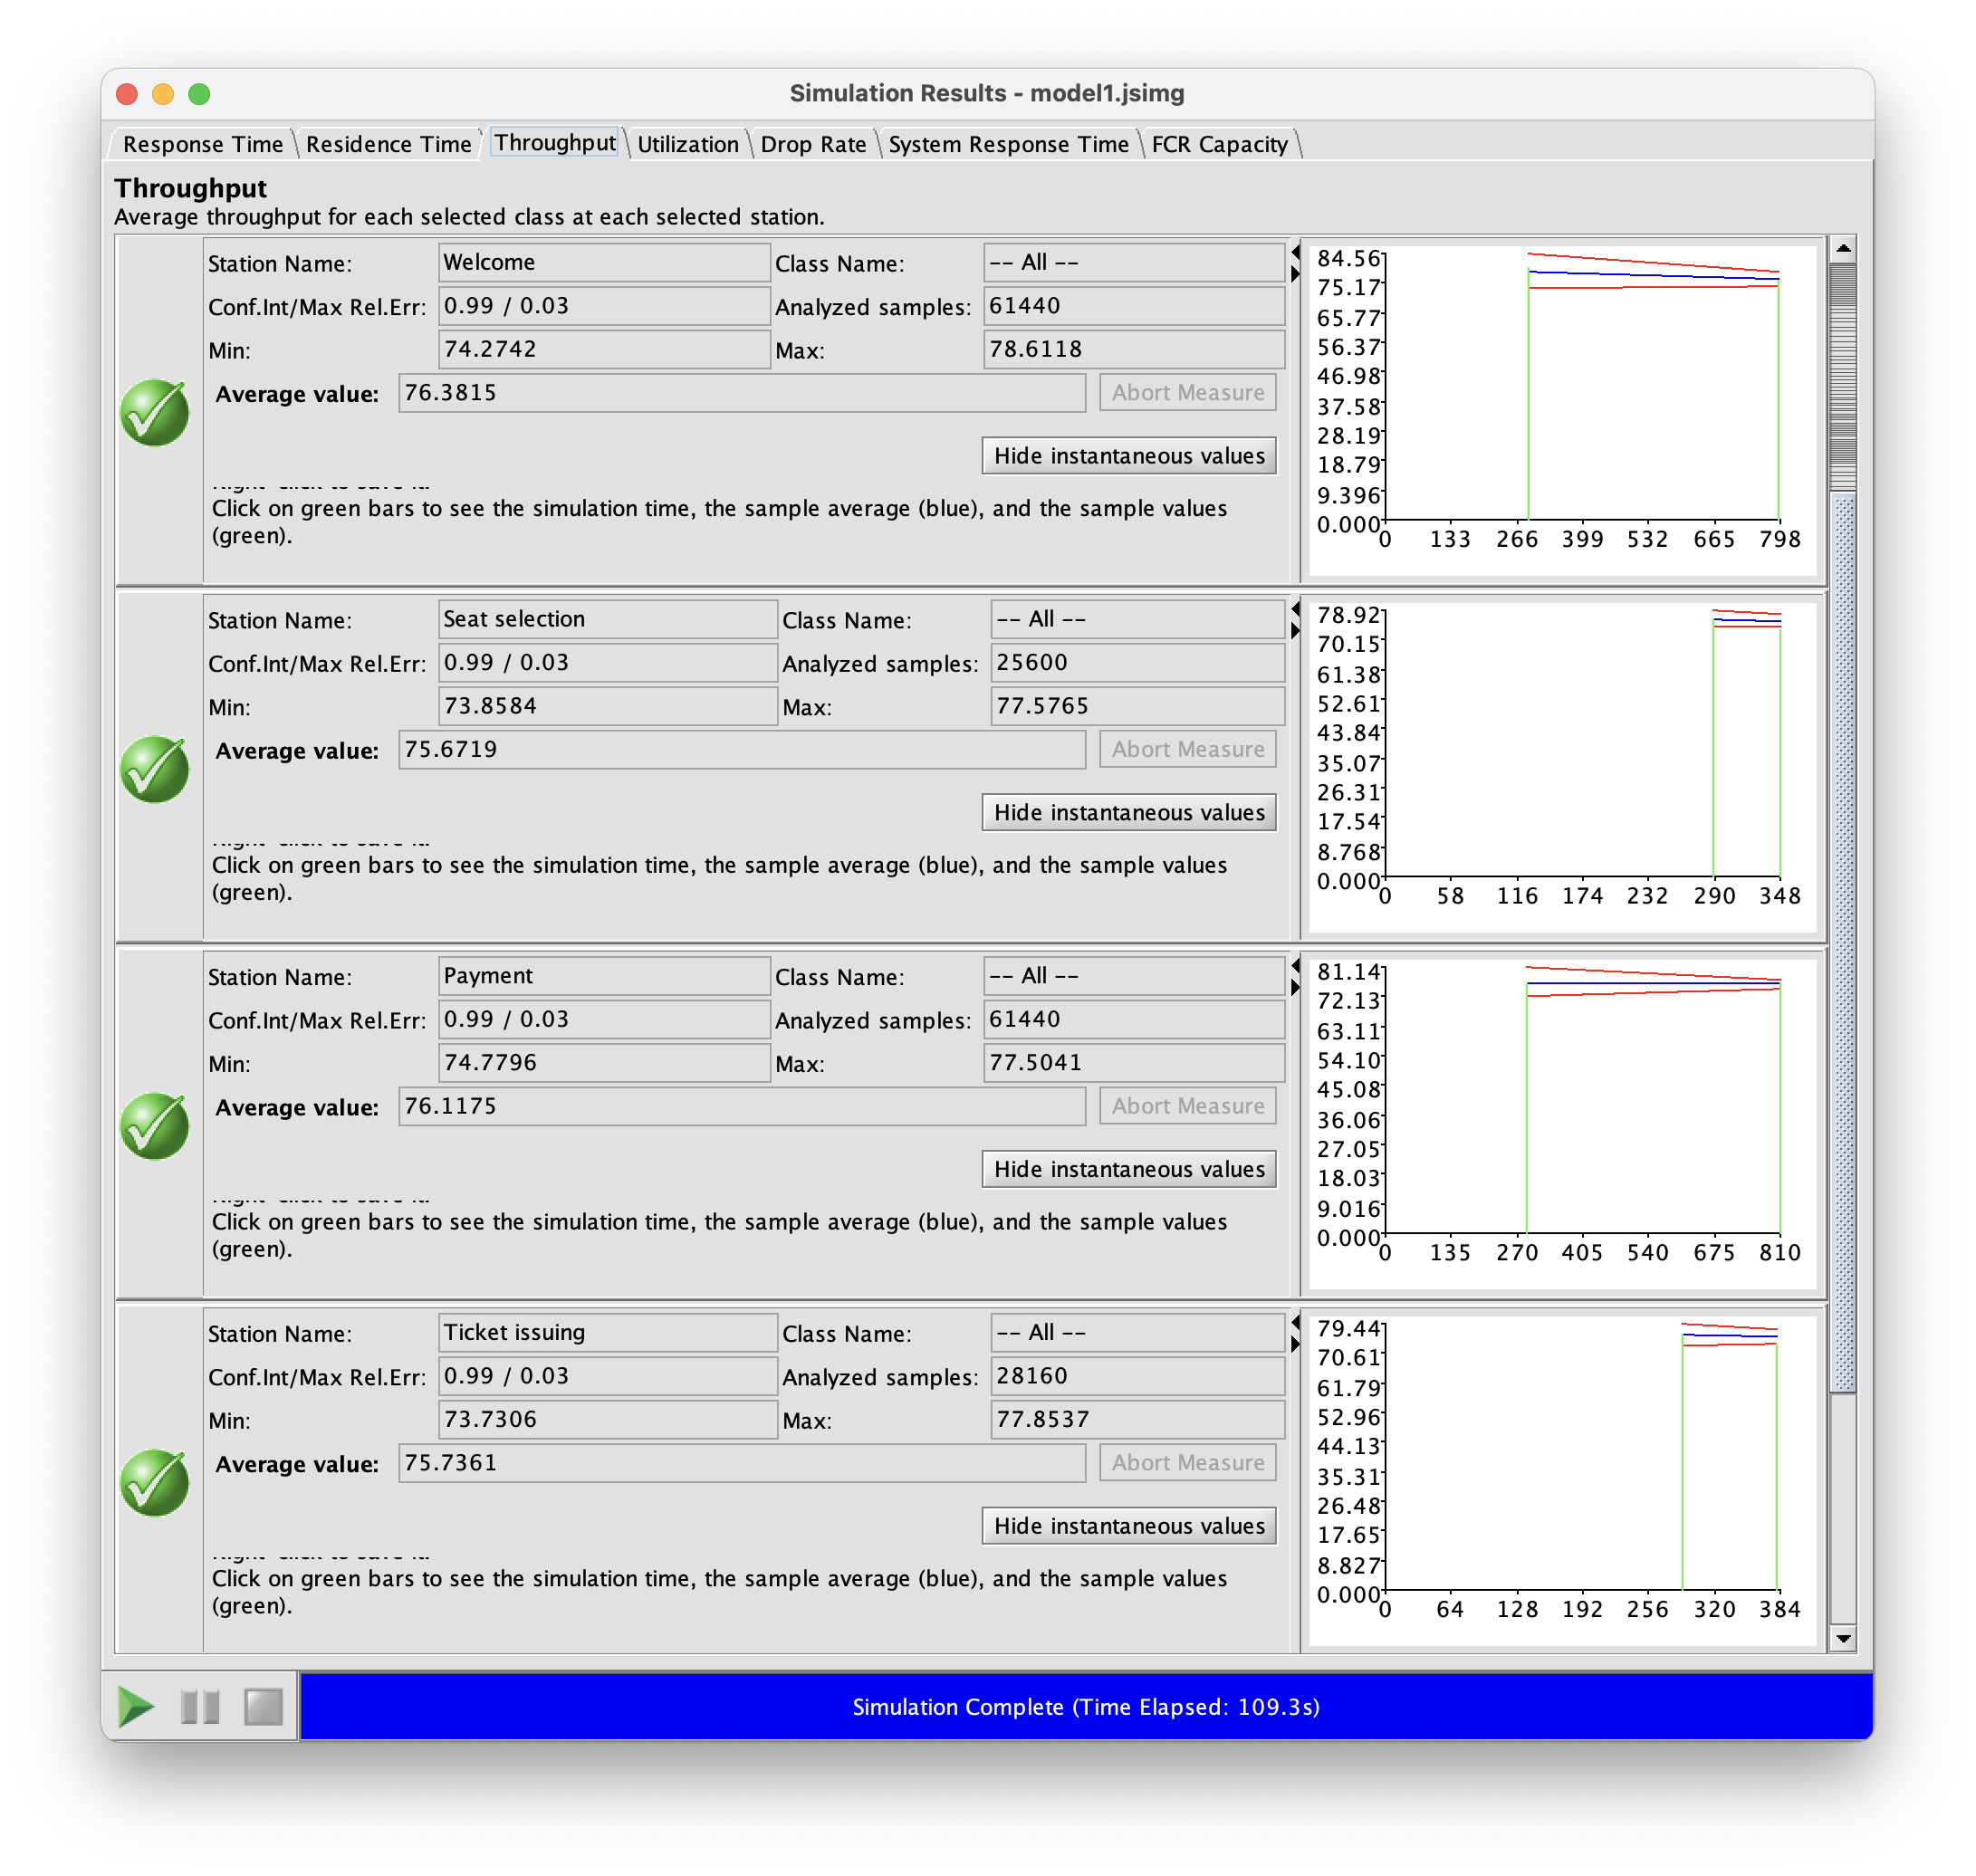 Simulation Results - model1.jsimg
Response Time Residence Time Throughput Utilization Drop Rate System Response Time FCR Capacity
Throughput
Average throughput for each selected class at each selected station.
Station Name: Welcome Class Name: -- All --
Conf.Int/Max Rel.Err: 0.99 / 0.03 Analyzed samples: 61440
Min: 74.2742 Max: 78.6118
Average value: 76.3815 Abort Measure
Hide instantaneous values
Click on green bars to see the simulation time, the sample average (blue), and the sample values
(green).
84.56
75.17
65.77
56.37
46.98
37.58
28.19
18.79
9.396
0.000
0 133 266 399 532 665 798
Station Name: Seat selection Class Name: -- All --
Conf.Int/Max Rel.Err: 0.99 / 0.03 Analyzed samples: 25600
Min: 73.8584 Max: 77.5765
Average value: 75.6719 Abort Measure
Hide instantaneous values
Click on green bars to see the simulation time, the sample average (blue), and the sample values
(green).
78.92
70.15
61.38
52.61
43.84
35.07
26.31
17.54
8.768
0.000
0 58 116 174 232 290 348
Station Name: Payment Class Name: -- All --
Conf.Int/Max Rel.Err: 0.99 / 0.03 Analyzed samples: 61440
Min: 74.7796 Max: 77.5041
Average value: 76.1175 Abort Measure
Hide instantaneous values
Click on green bars to see the simulation time, the sample average (blue), and the sample values
(green).
81.14
72.13
63.11
54.10
45.08
36.06
27.05
18.03
9.016
0.000
0 135 270 405 540 675 810
Station Name: Ticket issuing Class Name: -- All --
Conf.Int/Max Rel.Err: 0.99 / 0.03 Analyzed samples: 28160
Min: 73.7306 Max: 77.8537
Average value: 75.7361 Abort Measure
Hide instantaneous values
Click on green bars to see the simulation time, the sample average (blue), and the sample values
(green).
79.44
70.61
61.79
52.96
44.13
35.31
26.48
17.65
8.827
0.000
0 64 128 192 256 320 384
Simulation Complete (Time Elapsed: 109.3s)